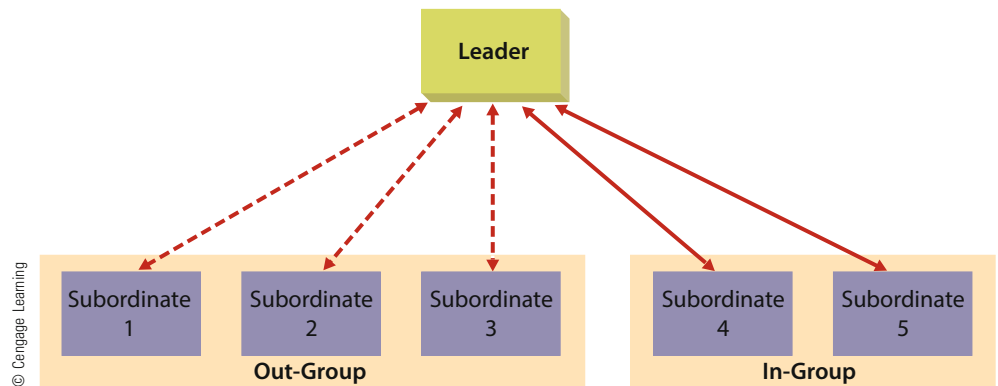 Leader
Subordinate
1
Subordinate
2
Subordinate
3
Subordinate
4
Subordinate
5
Out-Group
In-Group
© Cengage Learning